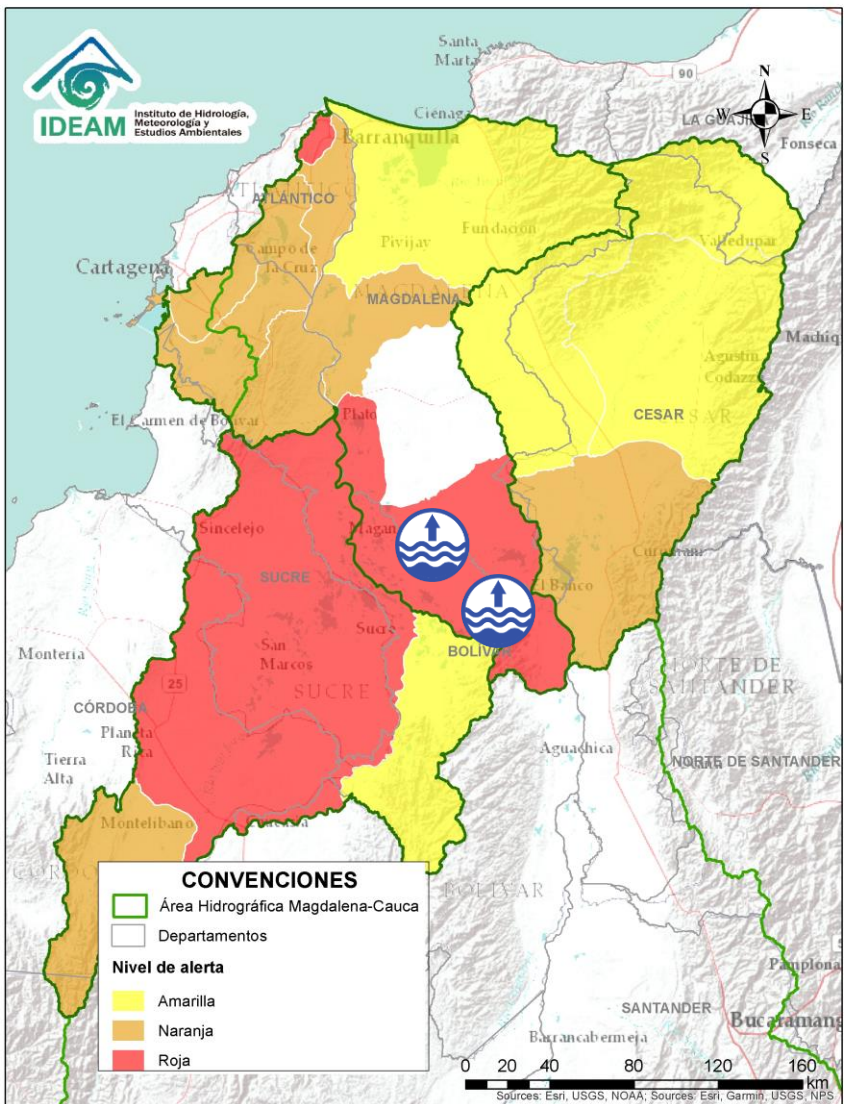 IDEAM
Instituto de Hidrología,
Meteorología y
Estudios Ambientales
Santa
Marta
90
N
W
E
S
Ciénaga
LA GUAJI
Fonseca
Barranquilla
ATLÁNTICO
Valledupar
Fundación
Pivijay
Campo de
la Cruz
Cartagena
MAGDALENA
Agustín
Codazzi
CESAR
El Carmen de Bolívar
Plato
Sincelejo
Magan
SUCRE
El Banco
San
Marcos
Sucre
SUCRE
BOLÍVAR
Montería
25
NORTE DE
SANTANDER
CÓRDOBA
Planeta
Rica
Aguachica
Tierra
Alta
NORTE DE SANTANDER
Montelíbano
BOLÍVAR
CONVENCIONES
Área Hidrográfica Magdalena-Cauca
Departamentos
Nivel de alerta
Amarilla
Naranja
Roja
Pamplona
SANTANDER
Bucaramang
Barrancabermeja
0 20 40 80 120 160
km
Sources: Esri, USGS, NOAA; Sources: Esri, Garmin, USGS, NPS